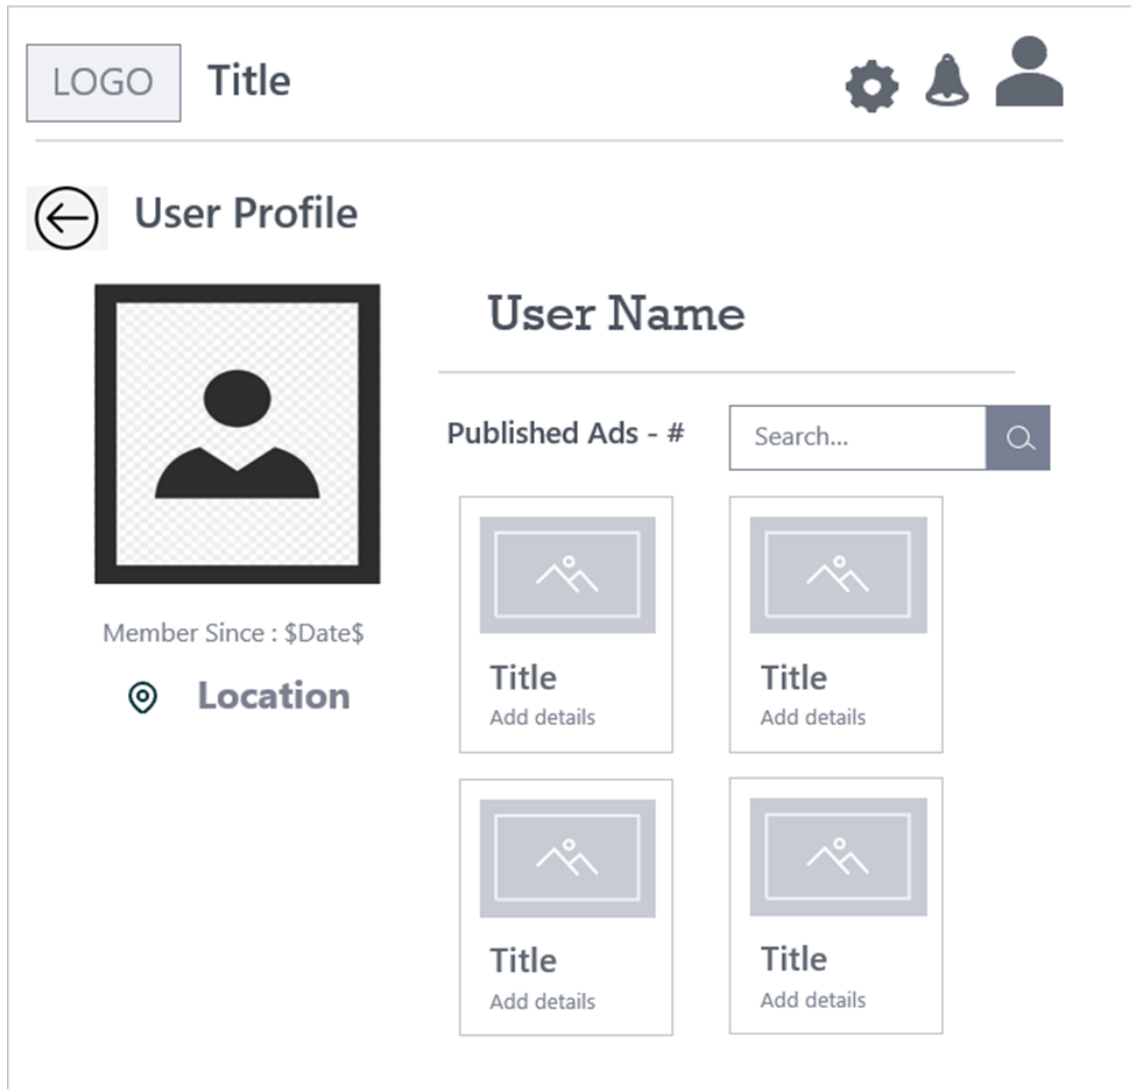 LOGO
Title
User Profile
User Name
Published Ads - #
Search...
Member Since : $Date$
Location
Title
Add details
Title
Add details
Title
Add details
Title
Add details